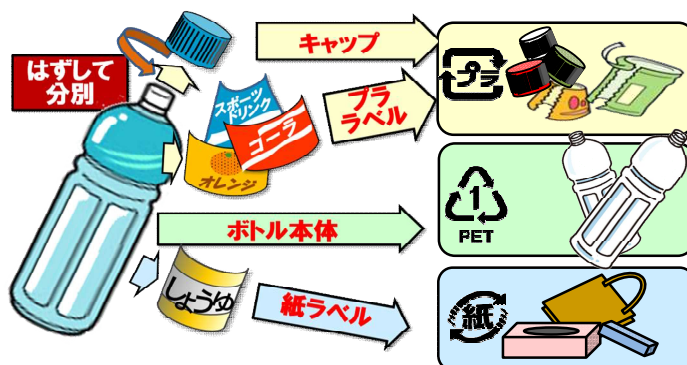 はずして
分別
キャップ
プラ
スポーツ
ドリンク
コーラ
オレンジ
プラ
ラベル
ボトル本体
1
PET
しょうゆ
紙ラベル
紙